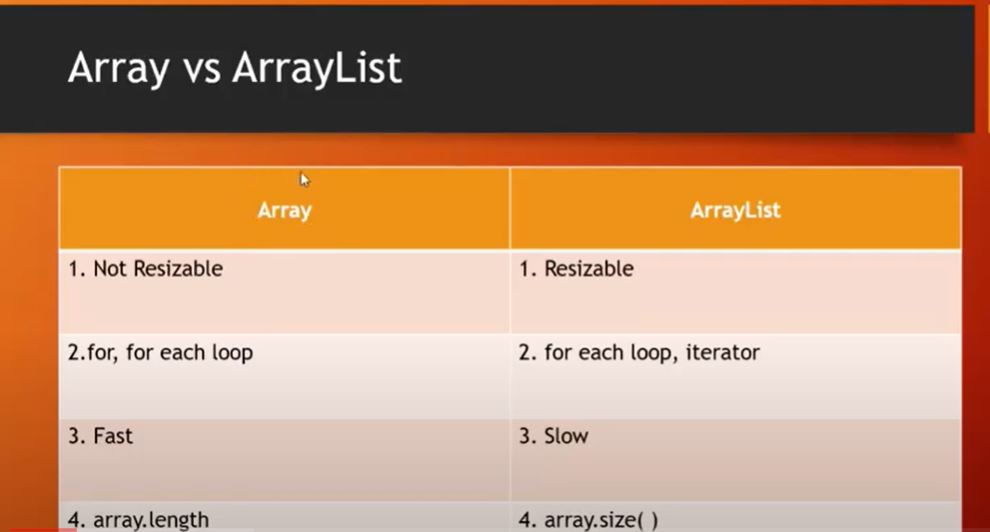 Array vs ArrayList
Array
ArrayList
1. Not Resizable
1. Resizable
2.for, for each loop
2. for each loop, iterator
3. Fast
3. Slow
4. array.length
4. array.size( )